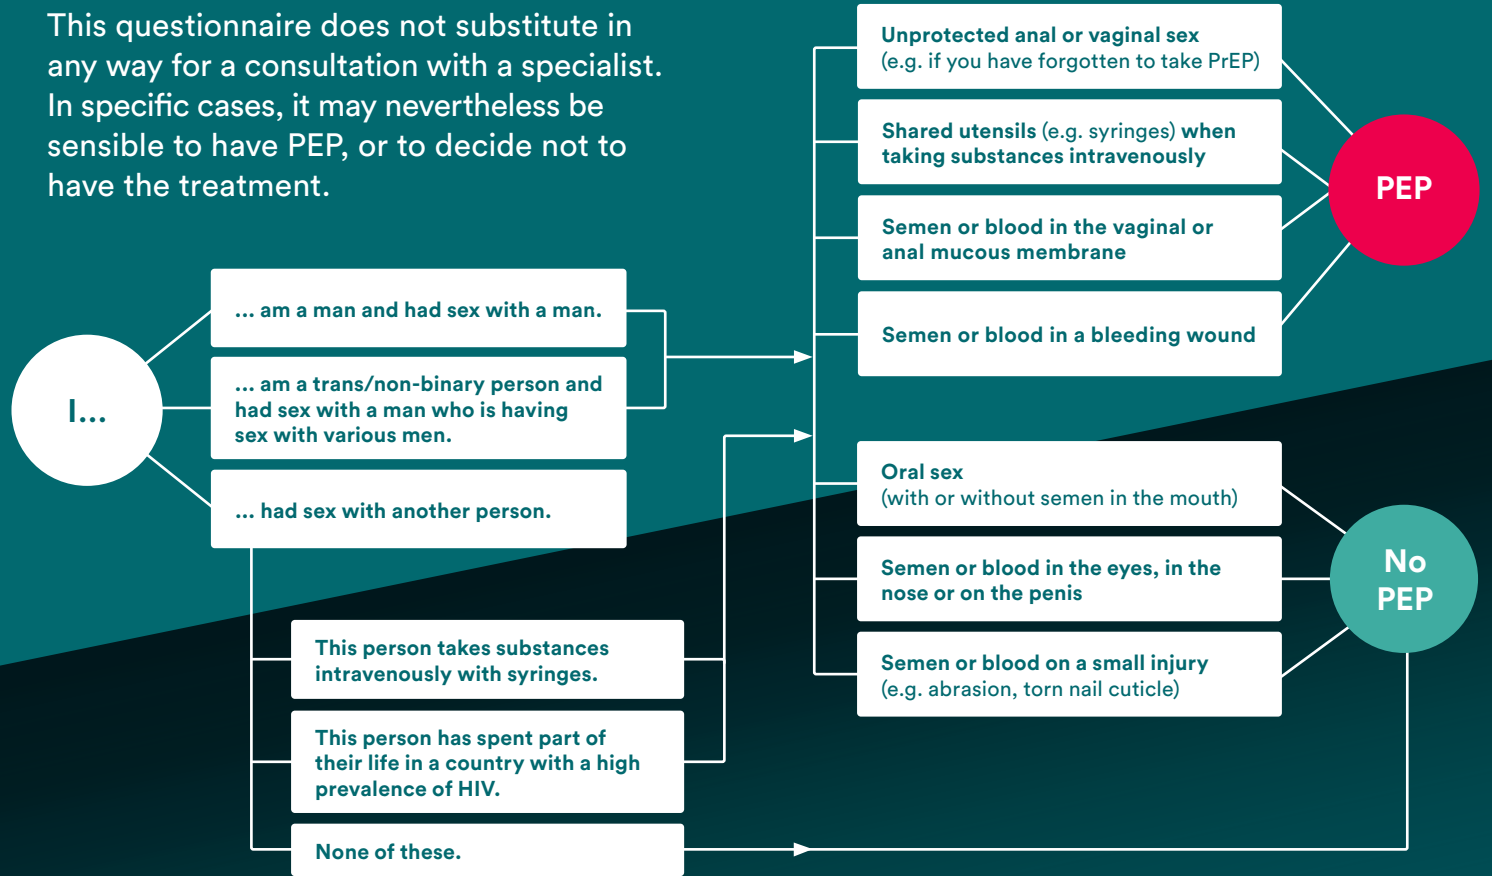 This questionnaire does not substitute in
any way for a consultation with a specialist.
In specific cases, it may nevertheless be
sensible to have PEP, or to decide not to
have the treatment.
I...
... am a man and had sex with a man.
... am a trans/non-binary person and
had sex with a man who is having
sex with various men.
... had sex with another person.
This person takes substances
intravenously with syringes.
This person has spent part of
their life in a country with a high
prevalence of HIV.
None of these.
Unprotected anal or vaginal sex
(e.g. if you have forgotten to take PrEP)
Shared utensils (e.g. syringes) when
taking substances intravenously
Semen or blood in the vaginal or
anal mucous membrane
Semen or blood in a bleeding wound
PEP
Oral sex
(with or without semen in the mouth)
Semen or blood in the eyes, in the
nose or on the penis
Semen or blood on a small injury
(e.g. abrasion, torn nail cuticle)
No
PEP